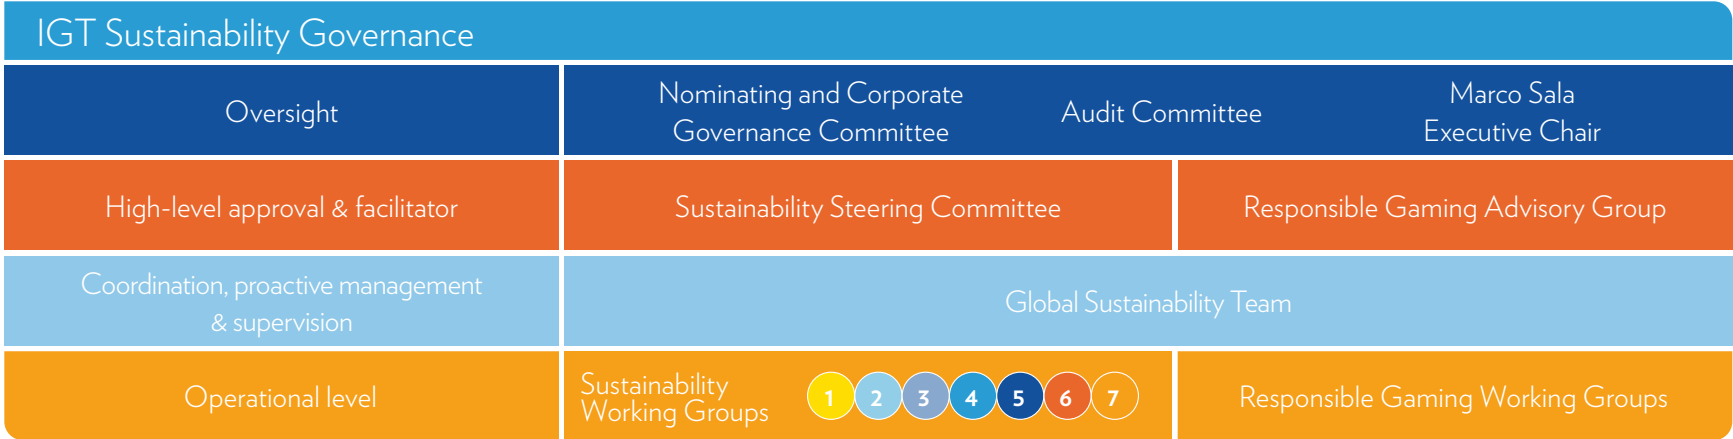 IGT Sustainability Governance
Oversight
Nominating and Corporate
Governance Committee
Audit Committee
Marco Sala
Executive Chair
High-level approval & facilitator
Sustainability Steering Committee
Responsible Gaming Advisory Group
Coordination, proactive management
& supervision
Global Sustainability Team
Operational level
Sustainability
Working Groups
1 2 3 4 5 6 7
Responsible Gaming Working Groups